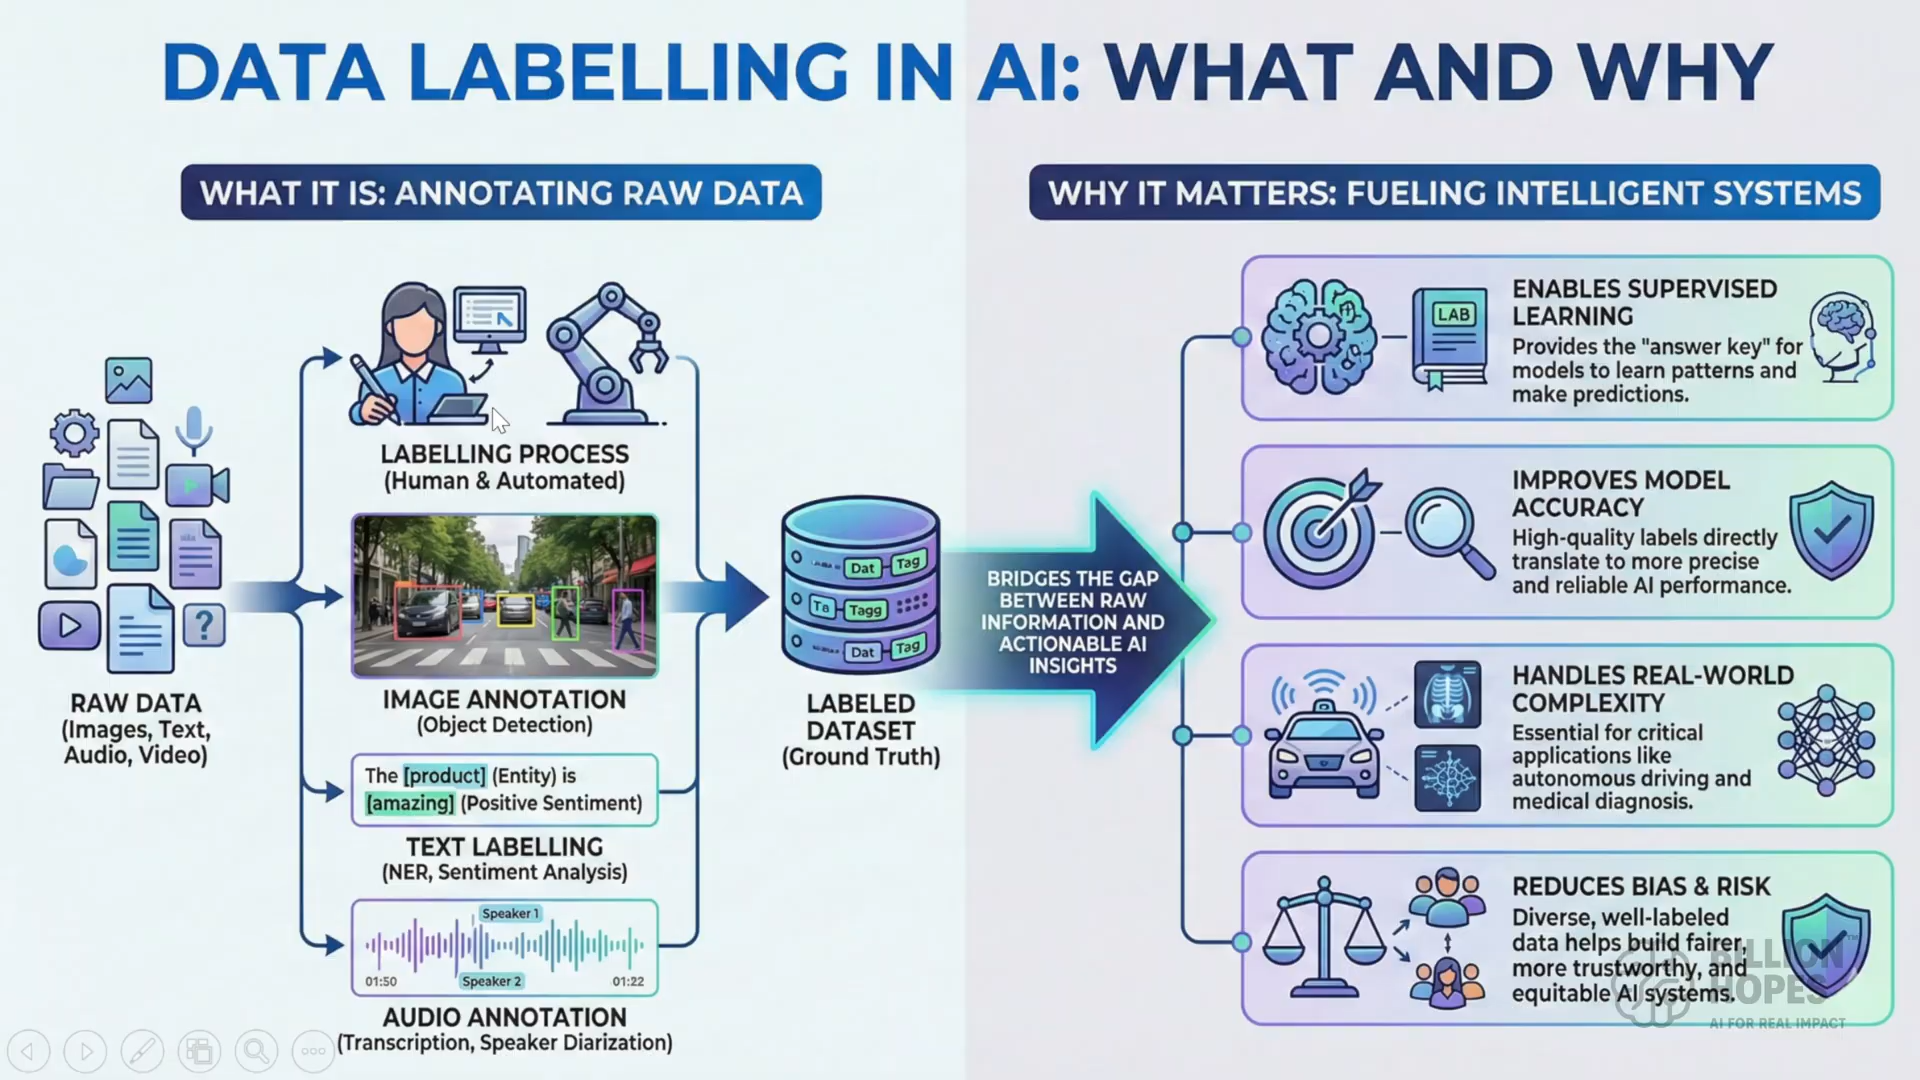 DATA LABELLING IN AI: WHAT AND WHY
WHAT IT IS: ANNOTATING RAW DATA
RAW DATA
(Images, Text,
Audio, Video)
?
LABELLING PROCESS
(Human & Automated)
IMAGE ANNOTATION
(Object Detection)
The [product] (Entity) is
[amazing] (Positive Sentiment)
TEXT LABELLING
(NER, Sentiment Analysis)
Speaker 1
01:50
Speaker 2
01:22
AUDIO ANNOTATION
(Transcription, Speaker Diarization)
Dat Tag
Ta Tagg
Dat Tag
LABELED
DATASET
(Ground Truth)
BRIDGES THE GAP
BETWEEN RAW
INFORMATION AND
ACTIONABLE AI
INSIGHTS
WHY IT MATTERS: FUELING INTELLIGENT SYSTEMS
LAB
ENABLES SUPERVISED
LEARNING
Provides the "answer key" for
models to learn patterns and
make predictions.
IMPROVES MODEL
ACCURACY
High-quality labels directly
translate to more precise
and reliable AI performance.
HANDLES REAL-WORLD
COMPLEXITY
Essential for critical
applications like
autonomous driving and
medical diagnosis.
REDUCES BIAS & RISK
Diverse, well-labeled
data helps build fairer,
more trustworthy, and
equitable AI systems.
BILLION
HOPES
AI FOR REAL IMPACT